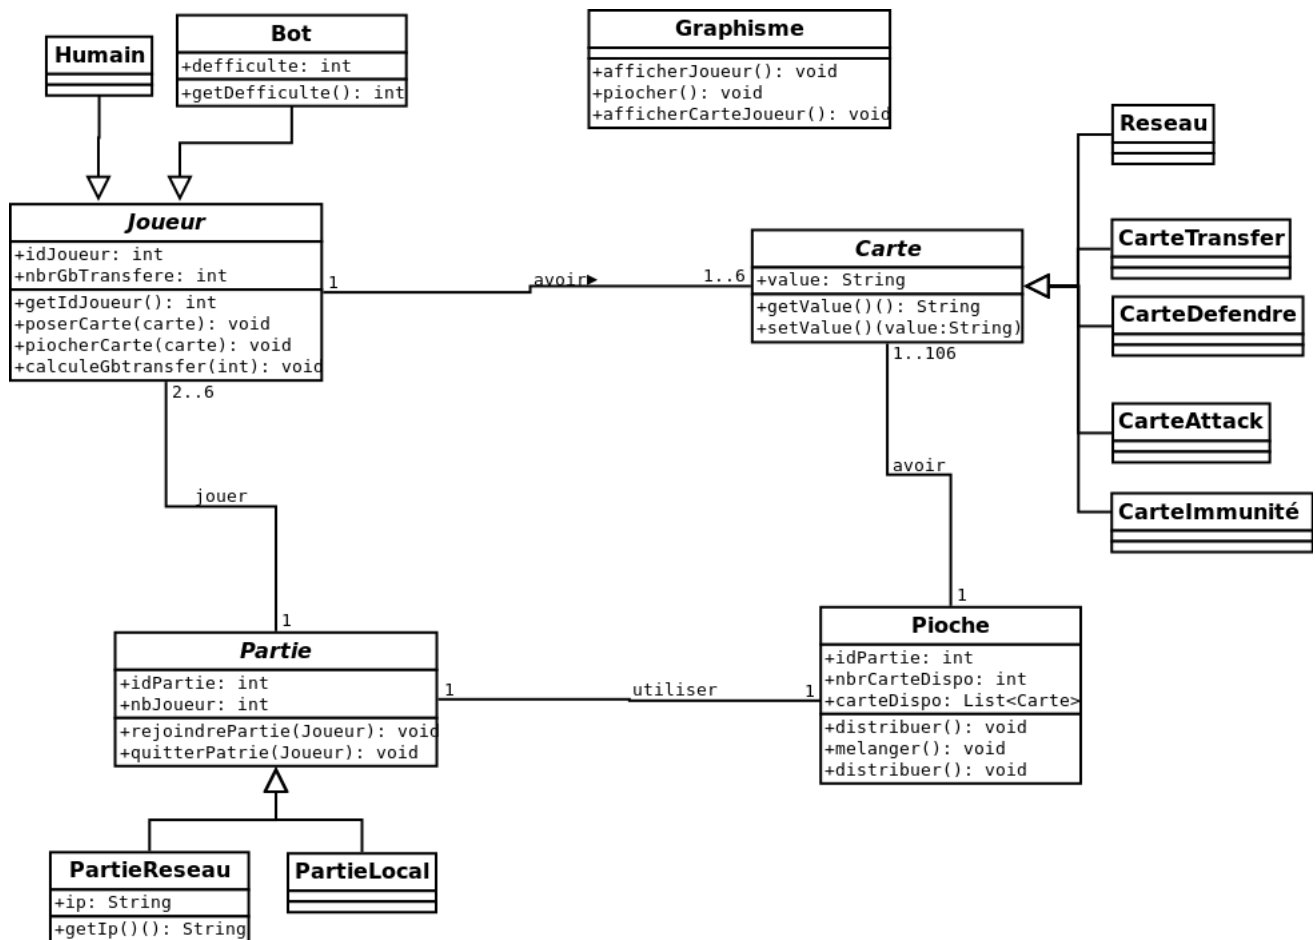 Humain
Bot
+defficulte: int
+getDefficulte(): int
Graphisme
+afficherJoueur(): void
+piocher(): void
+afficherCarteJoueur(): void
Reseau
CarteTransfer
CarteDefendre
CarteAttack
CarteImmunité
Joueur
+idJoueur: int
+nbrGbTransfere: int
+getIdJoueur(): int
+poserCarte(carte): void
+piocherCarte(carte): void
+calculeGbtransfer(int): void
1
avoir
1..6
Carte
+value: String
+getValue()(): String
+setValue()(value:String)
1..106
avoir
1
2..6
jouer
1
Partie
+idPartie: int
+nbJoueur: int
+rejoindrePartie(Joueur): void
+quitterPatrie(Joueur): void
1
utiliser
1
Pioche
+idPartie: int
+nbrCarteDispo: int
+carteDispo: List<Carte>
+distribuer(): void
+melanger(): void
+distribuer(): void
PartieReseau
+ip: String
+getIp()(): String
PartieLocal